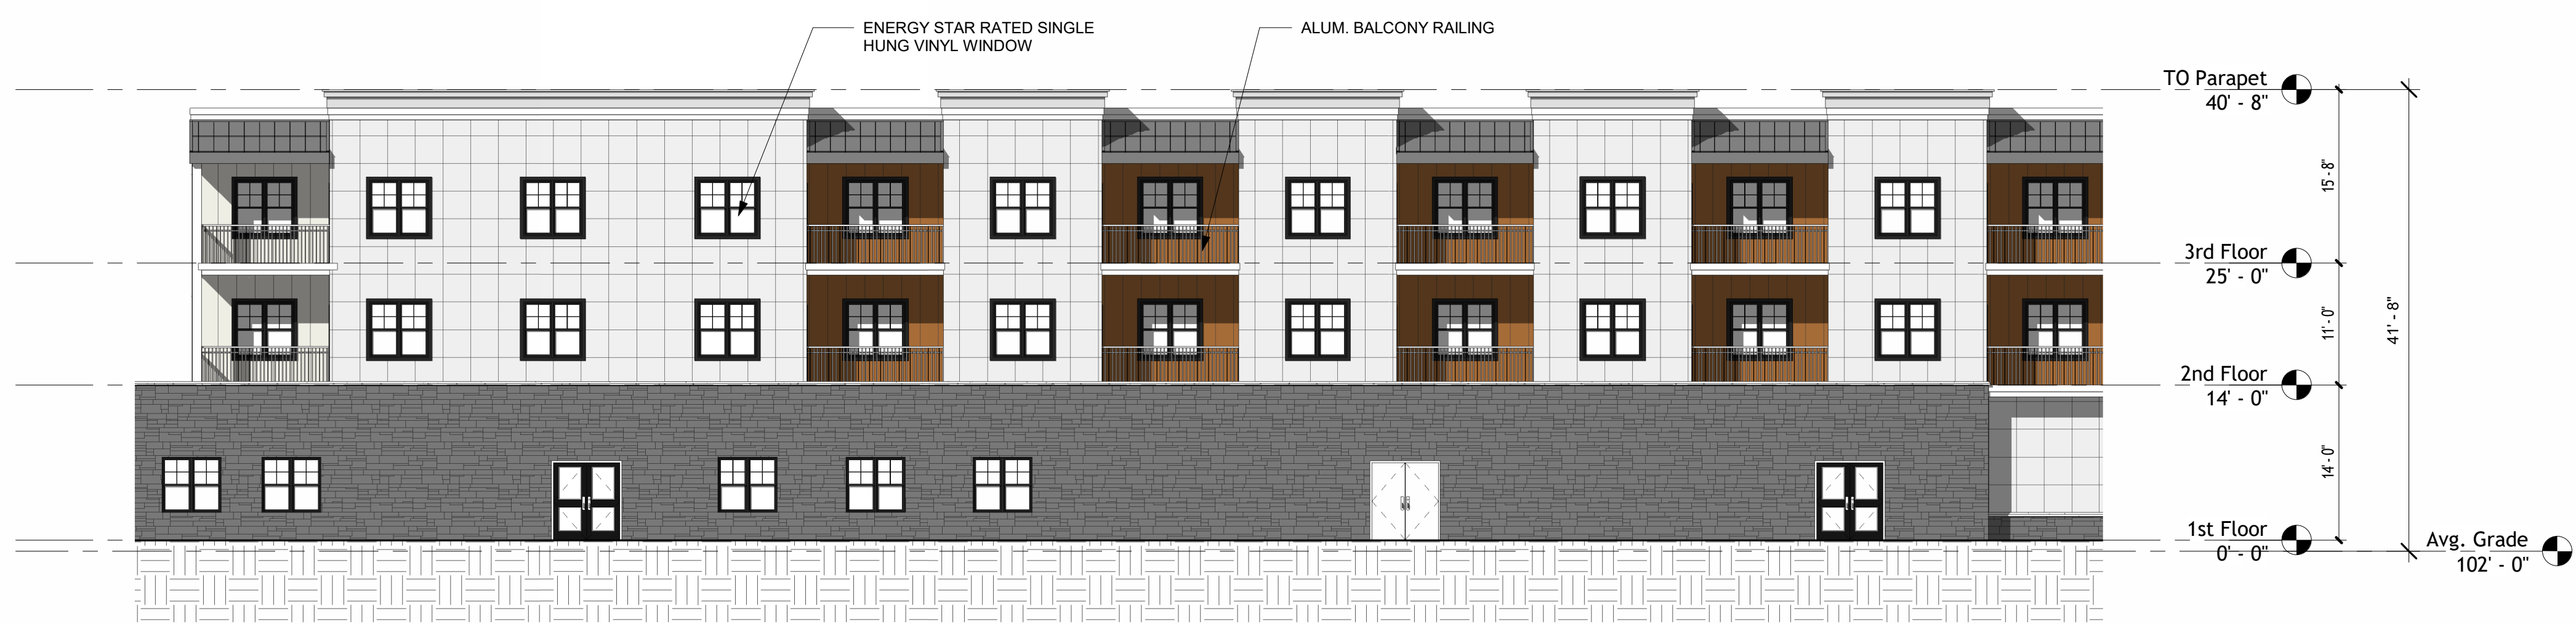 ENERGY STAR RATED SINGLE
HUNG VINYL WINDOW
ALUM. BALCONY RAILING
TO Parapet
40' - 8"
15' - 8"
3rd Floor
25' - 0"
11' - 0"
41' - 8"
2nd Floor
14' - 0"
14' - 0"
1st Floor
0' - 0"
Avg. Grade
102' - 0"